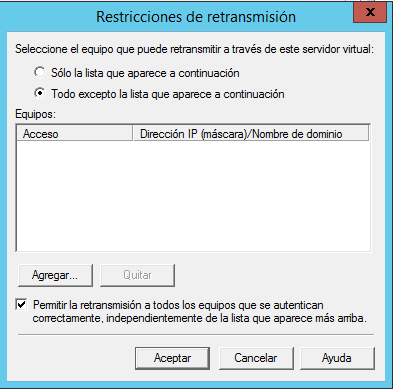 Restricciones de retransmisión
x
Seleccione el equipo que puede retransmitir a través de este servidor virtual:
Sólo la lista que aparece a continuación
Todo excepto la lista que aparece a continuación
Equipos:
Acceso Dirección IP (máscara)/Nombre de dominio
Agregar... Quitar
Permitir la retransmisión a todos los equipos que se autentican
correctamente, independientemente de la lista que aparece más arriba.
Aceptar Cancelar Ayuda